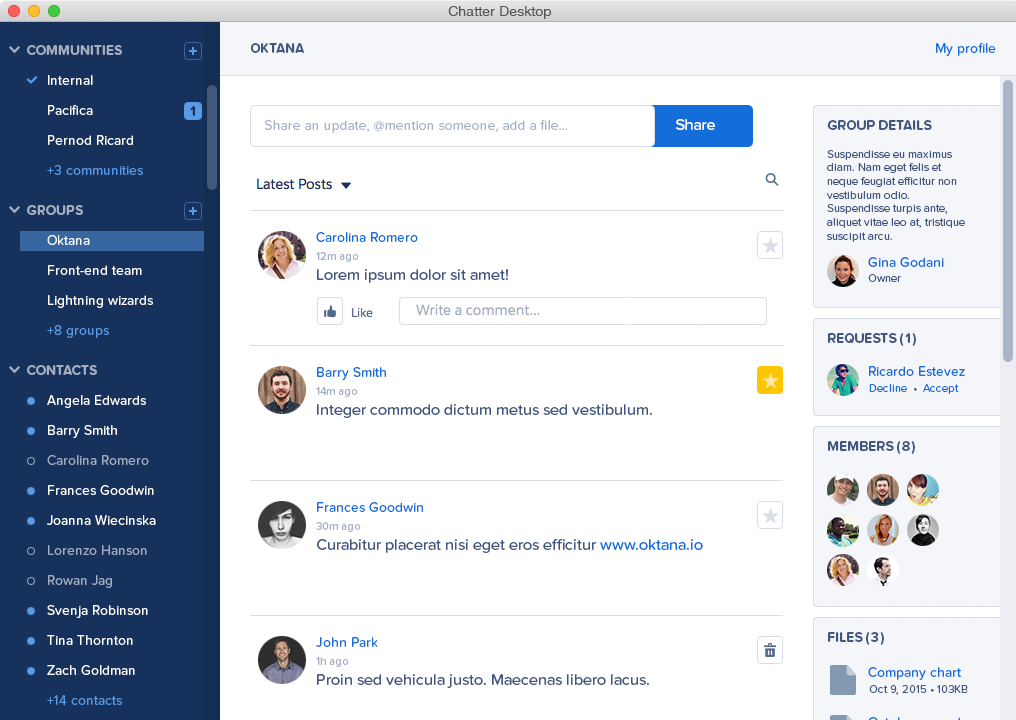 Chatter Desktop
COMMUNITIES
Internal
Pacifica 1
Pernod Ricard
+3 communities
GROUPS
Oktana
Front-end team
Lightning wizards
+8 groups
CONTACTS
Angela Edwards
Barry Smith
Carolina Romero
Frances Goodwin
Joanna Wiecinska
Lorenzo Hanson
Rowan Jag
Svenja Robinson
Tina Thornton
Zach Goldman
+14 contacts
OKTANA
My profile
Share an update, @mention someone, add a file...
Share
Latest Posts
Carolina Romero
12m ago
Lorem ipsum dolor sit amet!
Like
Write a comment...
Barry Smith
14m ago
Integer commodo dictum metus sed vestibulum.
Frances Goodwin
30m ago
Curabitur placerat nisi eget eros efficitur www.oktana.io
John Park
1h ago
Proin sed vehicula justo. Maecenas libero lacus.
GROUP DETAILS
Suspendisse eu maximus
diam. Nam eget felis et
neque feugiat efficitur non
vestibulum odio.
Suspendisse turpis ante,
aliquet vitae leo at, tristique
suscipit arcu.
Gina Godani
Owner
REQUESTS (1)
Ricardo Estevez
Decline • Accept
MEMBERS (8)
FILES (3)
Company chart
Oct 9, 2015 • 103KB